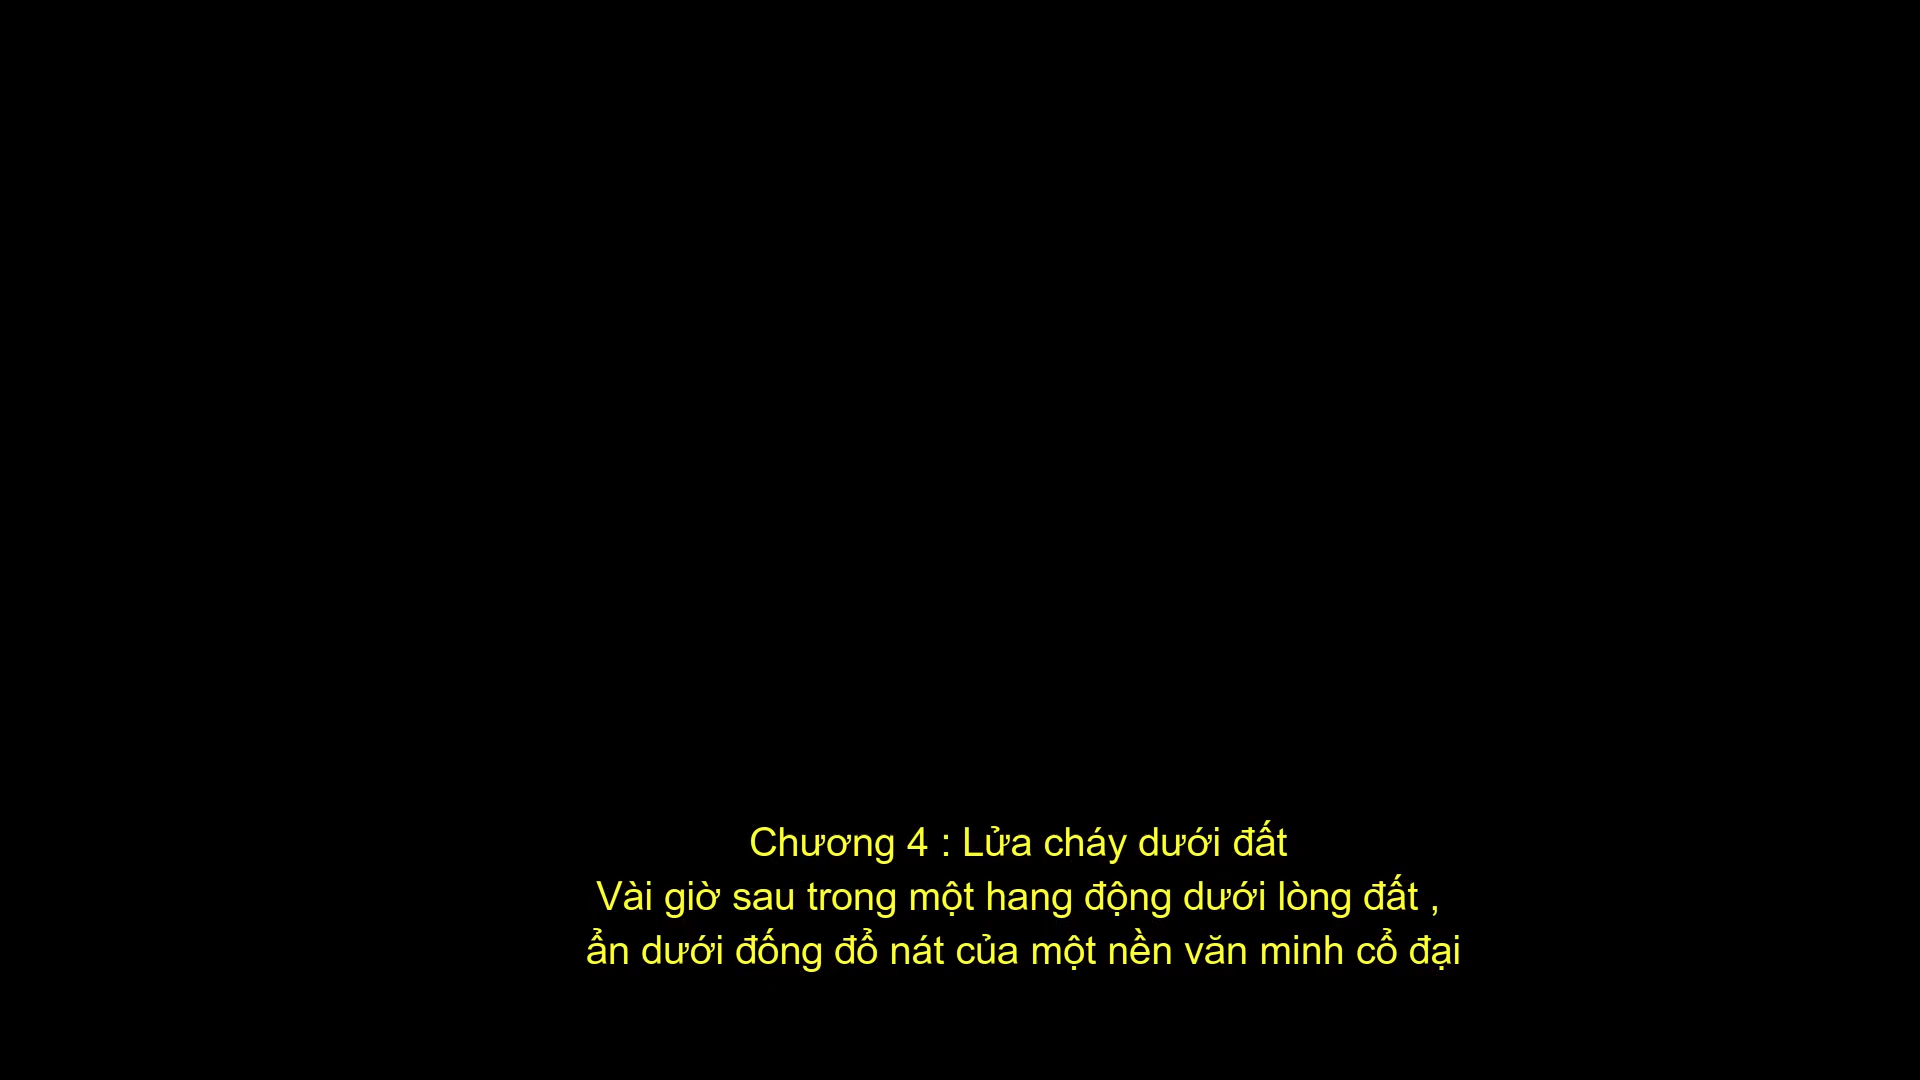 Chương 4 : Lửa cháy dưới đất
Vài giờ sau trong một hang động dưới lòng đất ,
ẩn dưới đống đổ nát của một nền văn minh cổ đại